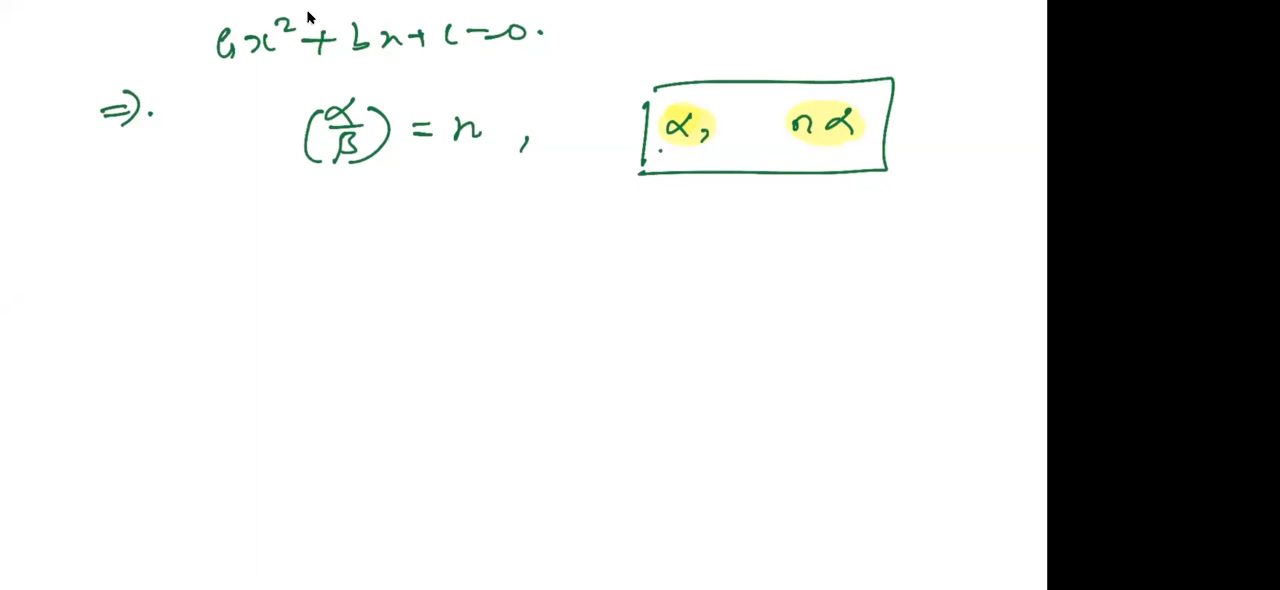 ax² + bx + c = 0.
⇒. (α/β) = n , α, nα